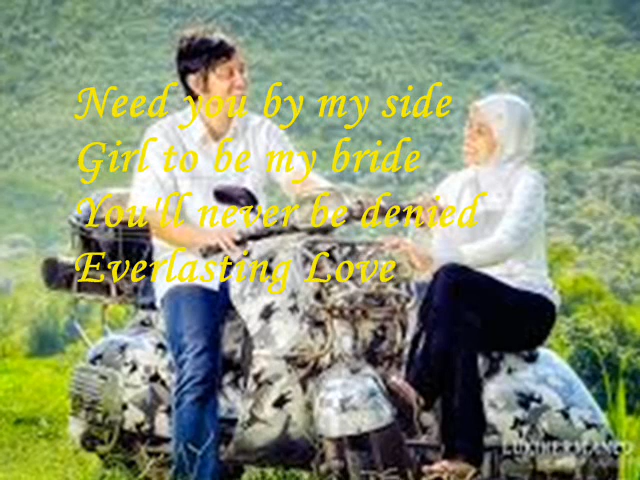 Need you by my side
Girl to be my bride
You'll never be denied
Everlasting Love